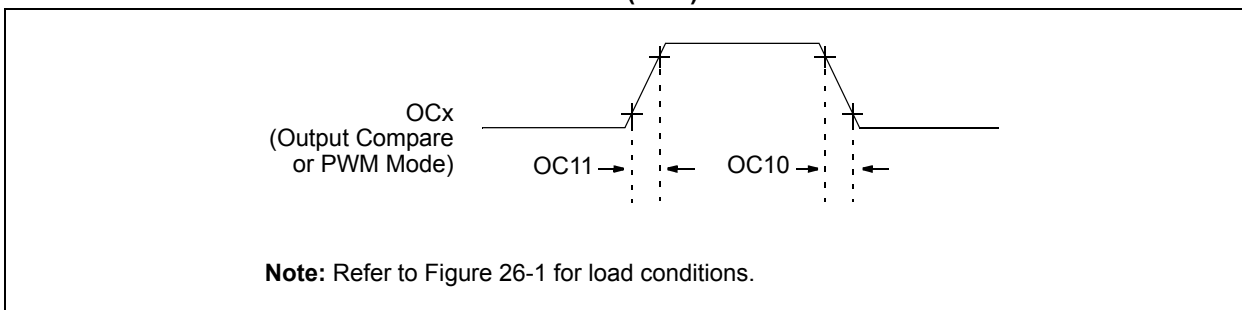 OCx
(Output Compare
or PWM Mode)
OC11
OC10
Note: Refer to Figure 26-1 for load conditions.